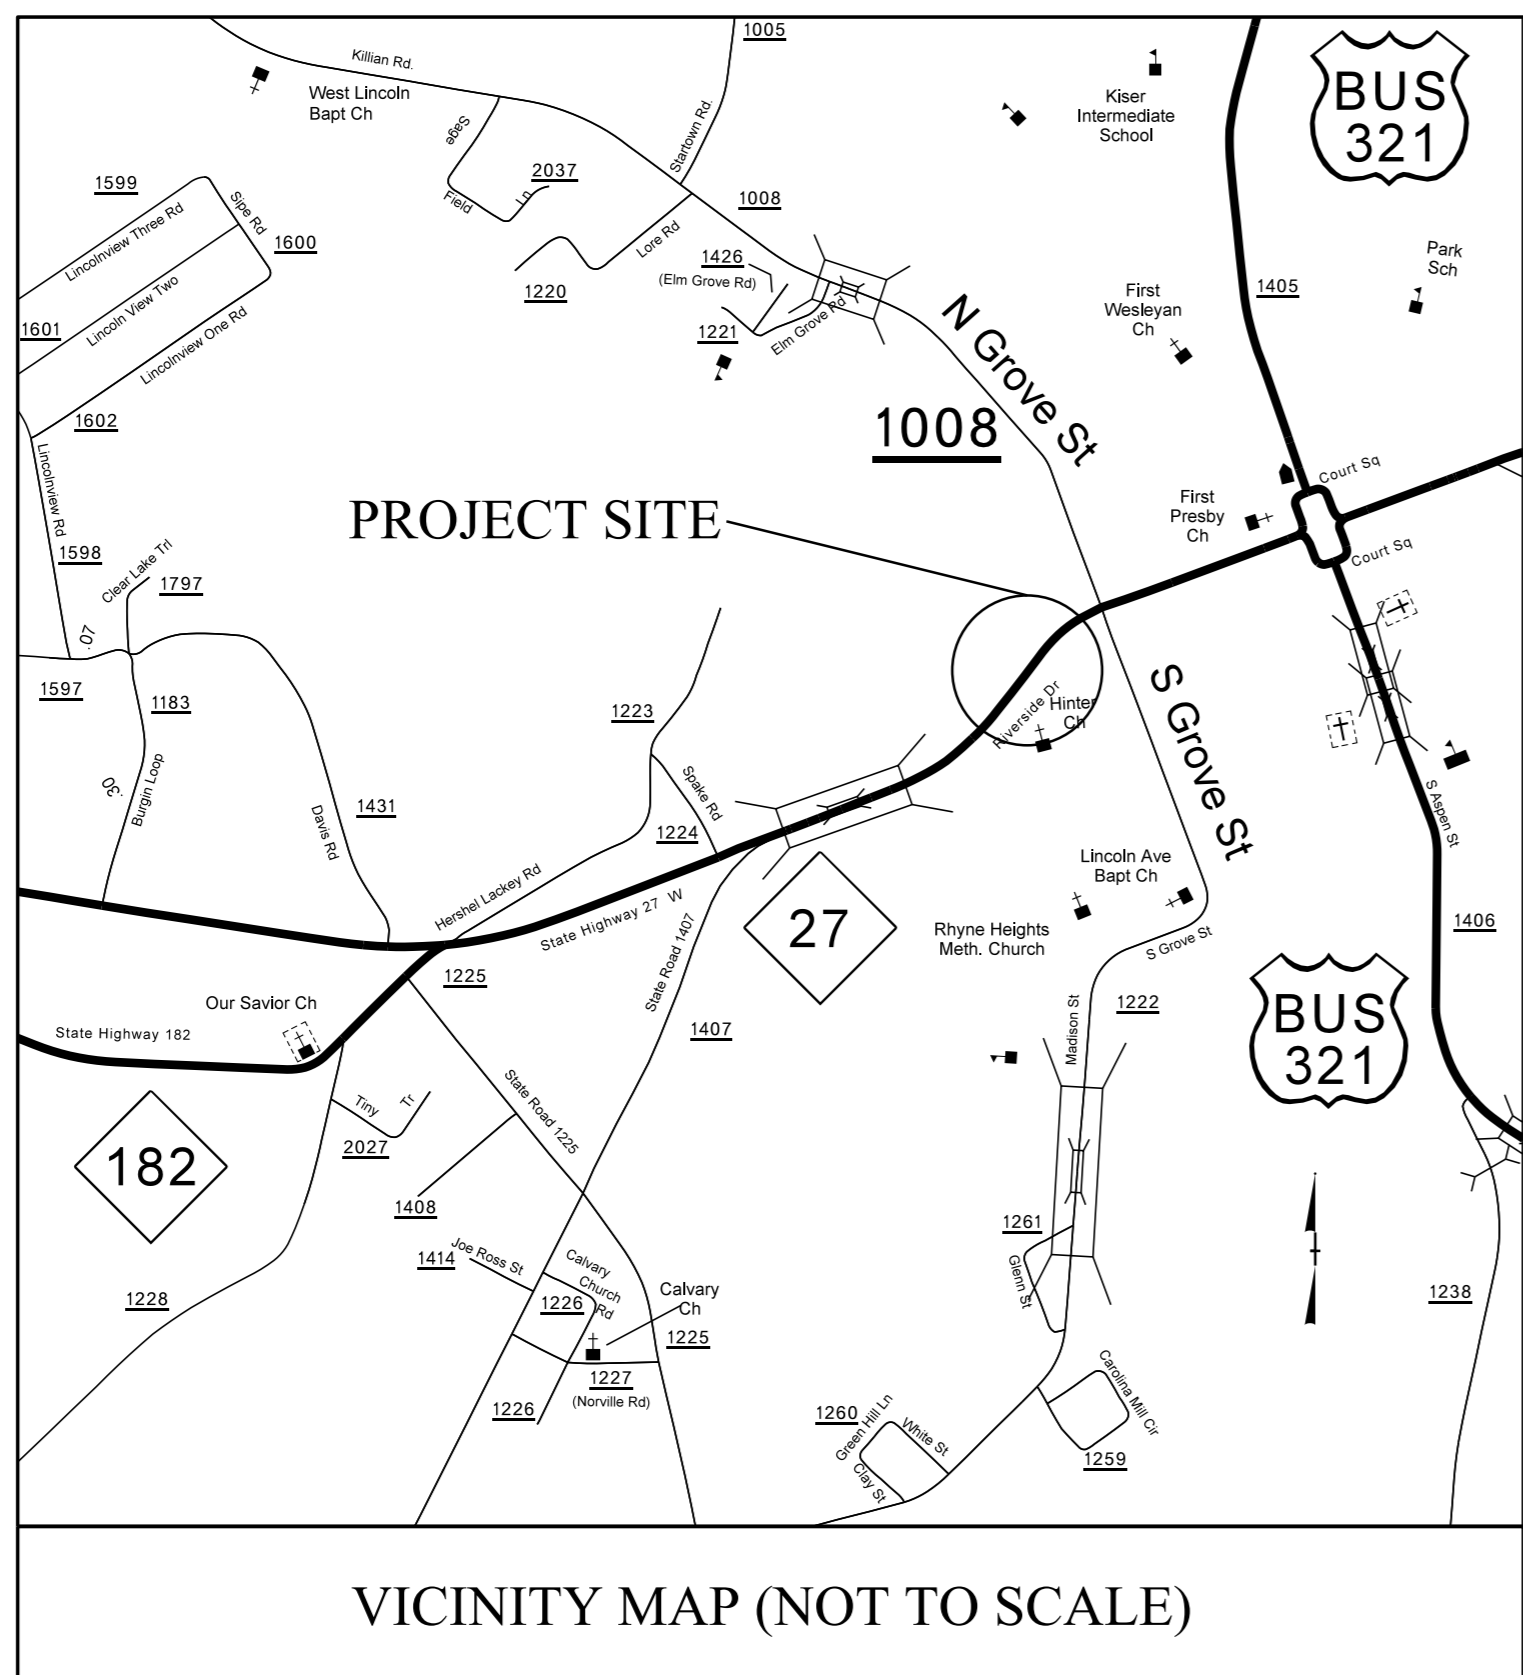 1005
Killian Rd.
West Lincoln
Bapt Ch
Kiser
Intermediate
School
BUS
321
Startown Rd.
Sage
Field
Ln
2037
1599
Sipe Rd
1600
Lincolnview Three Rd
Lincoln View Two
1601
Lincolnview One Rd
1602
1008
Lore Rd
1220
1426
(Elm Grove Rd)
1221
Elm Grove Rd
N Grove St
1008
Park
Sch
1405
First
Wesleyan
Ch
Court Sq
First
Presby
Ch
Court Sq
PROJECT SITE
Lincolnview Rd
1598
Clear Lake Trl
1797
.07
1597
1183
.30
Burgin Loop
Davis Rd
1431
1223
Spake Rd
1224
Riverside Dr
Hinter
Ch
S Grove St
S Aspen St
Hershel Lackey Rd
State Highway 27 W
State Road 1407
27
Lincoln Ave
Bapt Ch
Rhyne Heights
Meth. Church
S Grove St
1406
BUS
321
1225
Our Savior Ch
State Highway 182
1407
Madison St
1222
182
Tiny
Tr
2027
State Road 1225
1408
1414
Joe Ross St
Calvary
Church
Rd
1226
Calvary
Ch
1225
1228
1261
Glenn St
1238
1227
(Norville Rd)
1226
1260
Green Hill Ln
White St
Clay St
Carolina Mill Cir
1259
VICINITY MAP (NOT TO SCALE)